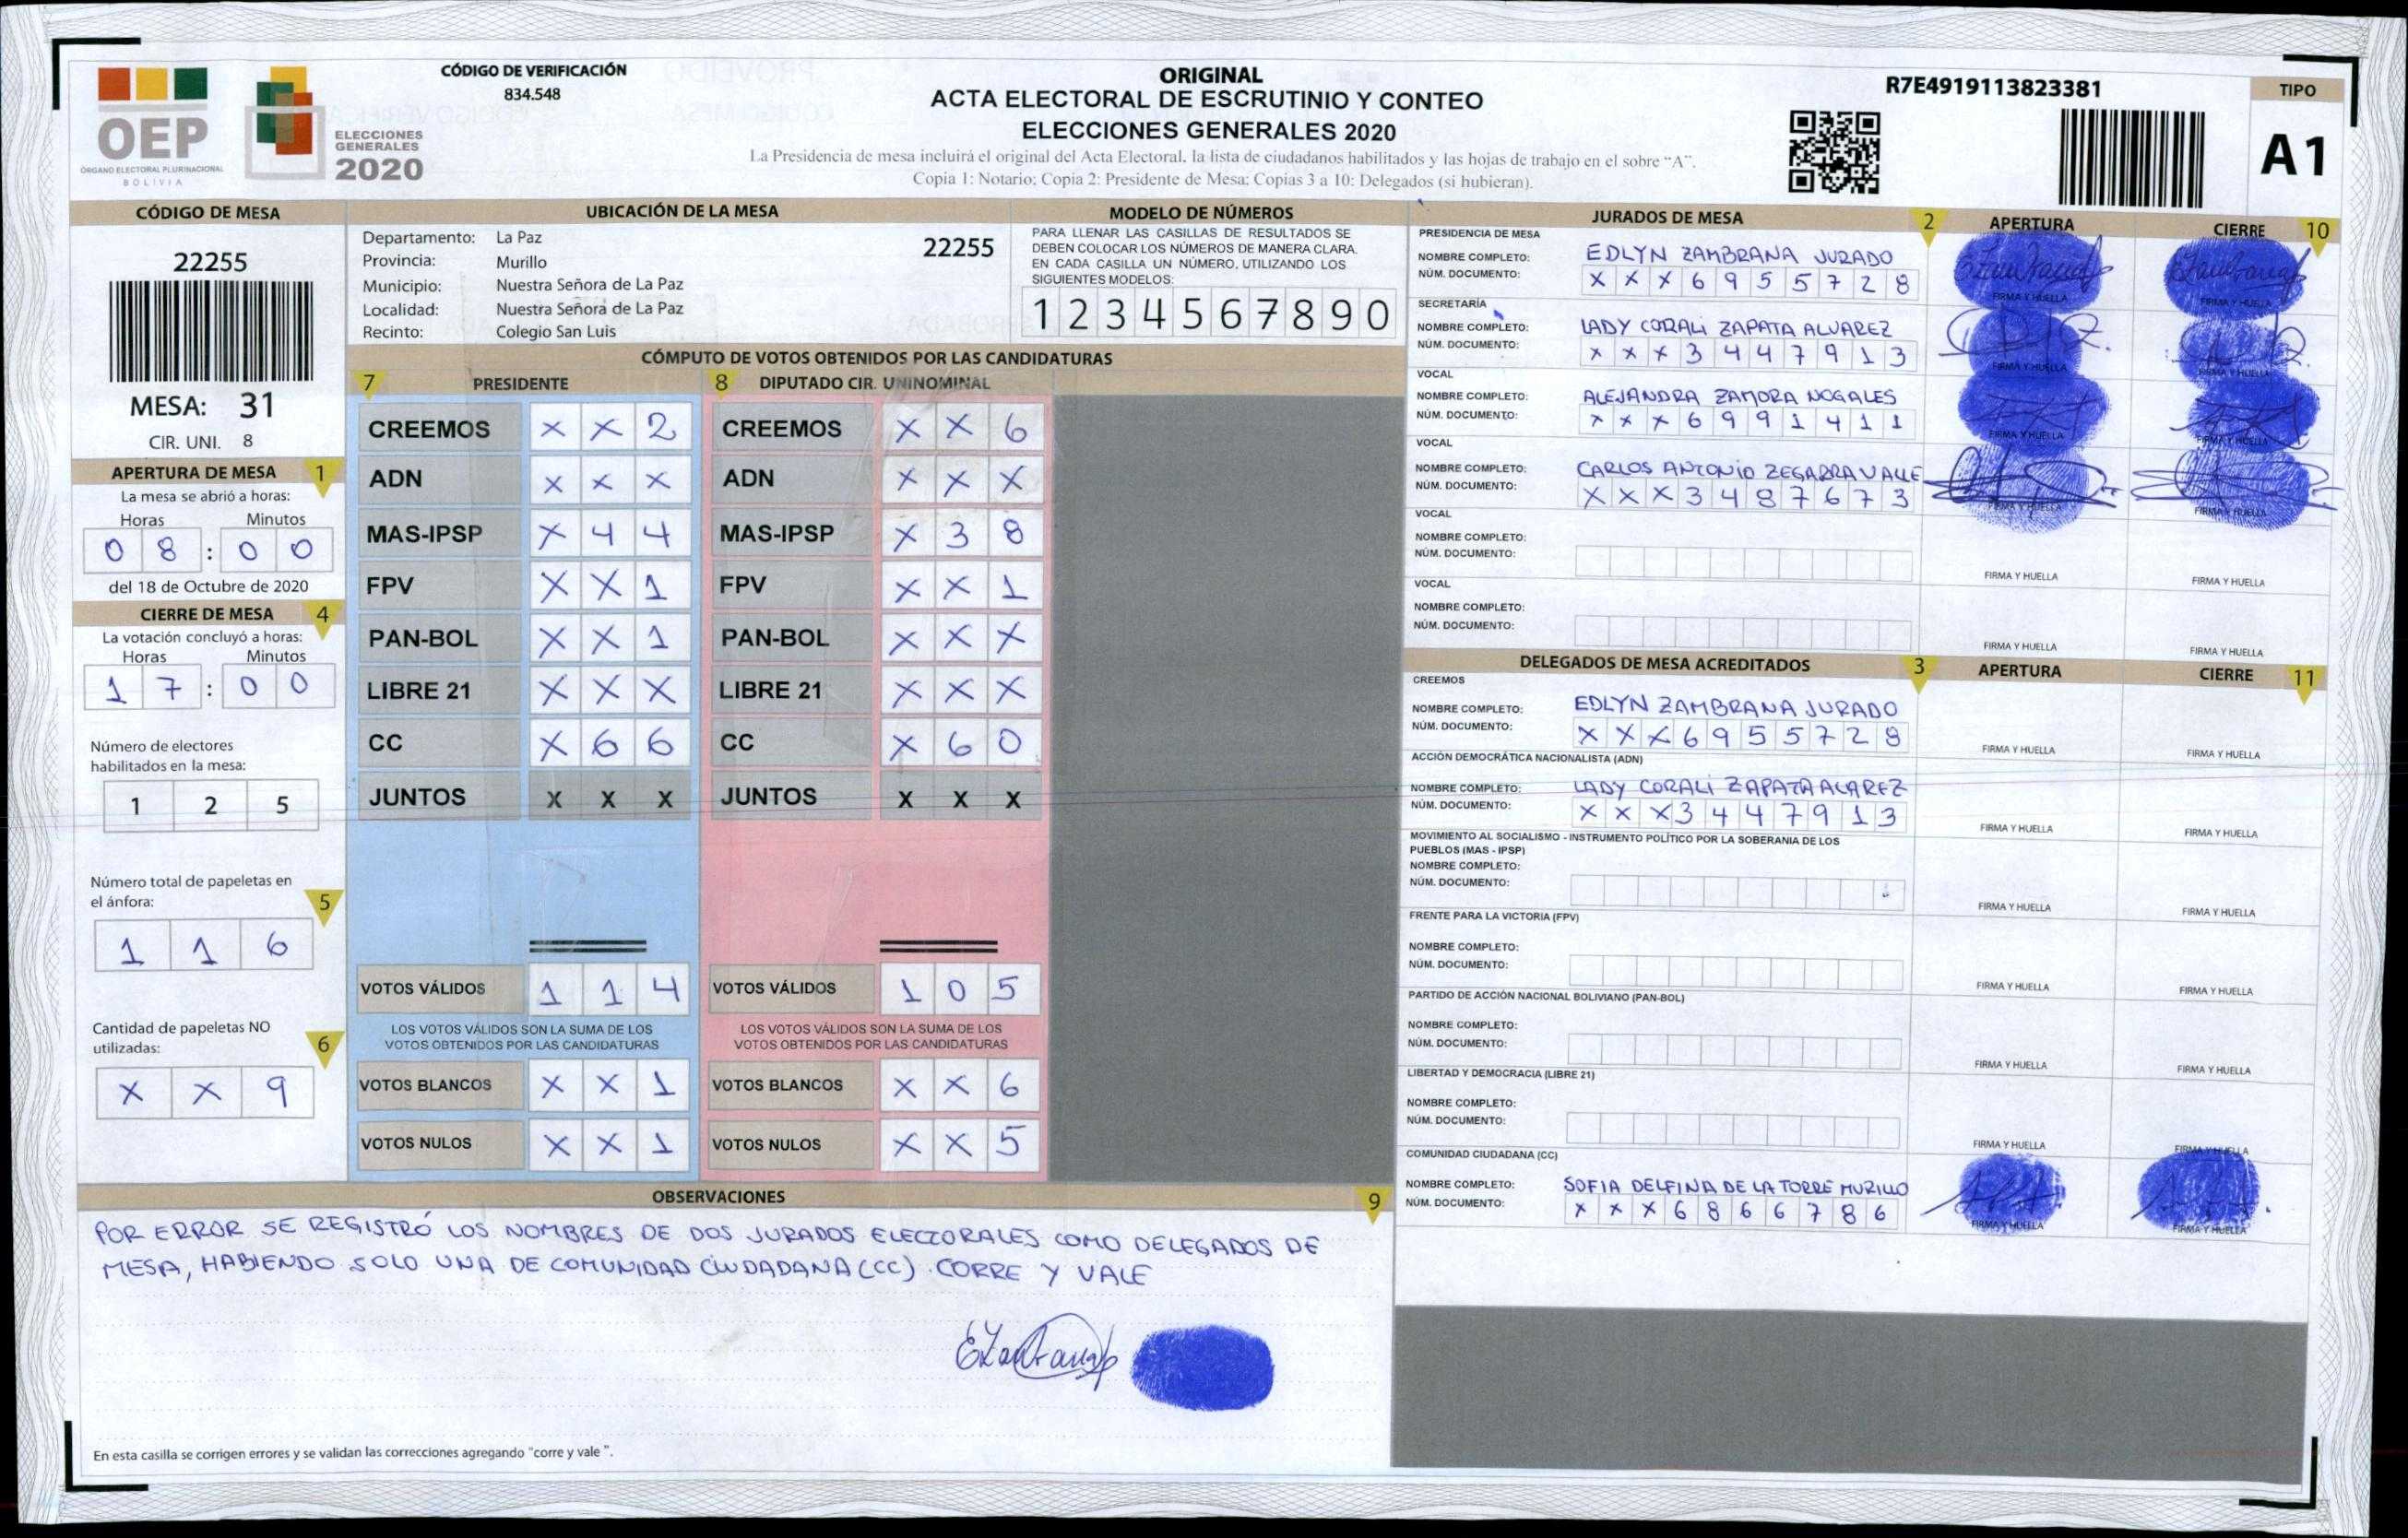 CÓDIGO DE VERIFICACIÓN
834.548
OEP
ÓRGANO ELECTORAL PLURINACIONAL
BOLIVIA
ELECCIONES
GENERALES
2020
ORIGINAL
ACTA ELECTORAL DE ESCRUTINIO Y CONTEO
ELECCIONES GENERALES 2020
La Presidencia de mesa incluirá el original del Acta Electoral, la lista de ciudadanos habilitados y las hojas de trabajo en el sobre "A".
Copia 1: Notario; Copia 2: Presidente de Mesa; Copias 3 a 10: Delegados (si hubieran).
R7E4919113823381
TIPO
A1
CÓDIGO DE MESA
22255
MESA: 31
CIR. UNI. 8
APERTURA DE MESA 1
La mesa se abrió a horas:
Horas Minutos
0 8 : 0 0
del 18 de Octubre de 2020
CIERRE DE MESA 4
La votación concluyó a horas:
Horas Minutos
1 7 : 0 0
Número de electores
habilitados en la mesa:
1 2 5
Número total de papeletas en
el ánfora: 5
1 1 6
Cantidad de papeletas NO
utilizadas: 6
X X 9
UBICACIÓN DE LA MESA
Departamento: La Paz 22255
Provincia: Murillo
Municipio: Nuestra Señora de La Paz
Localidad: Nuestra Señora de La Paz
Recinto: Colegio San Luis
MODELO DE NÚMEROS
PARA LLENAR LAS CASILLAS DE RESULTADOS SE
DEBEN COLOCAR LOS NÚMEROS DE MANERA CLARA.
EN CADA CASILLA UN NÚMERO, UTILIZANDO LOS
SIGUIENTES MODELOS:
1 2 3 4 5 6 7 8 9 0
CÓMPUTO DE VOTOS OBTENIDOS POR LAS CANDIDATURAS
7 PRESIDENTE 8 DIPUTADO CIR. UNINOMINAL
CREEMOS X X 2 CREEMOS X X 6
ADN X X X ADN X X X
MAS-IPSP X 4 4 MAS-IPSP X 3 8
FPV X X 1 FPV X X 1
PAN-BOL X X 1 PAN-BOL X X X
LIBRE 21 X X X LIBRE 21 X X X
CC X 6 6 CC X 6 0
JUNTOS X X X JUNTOS X X X
VOTOS VÁLIDOS 1 1 4 VOTOS VÁLIDOS 1 0 5
LOS VOTOS VÁLIDOS SON LA SUMA DE LOS LOS VOTOS VÁLIDOS SON LA SUMA DE LOS
VOTOS OBTENIDOS POR LAS CANDIDATURAS VOTOS OBTENIDOS POR LAS CANDIDATURAS
VOTOS BLANCOS X X 1 VOTOS BLANCOS X X 6
VOTOS NULOS X X 1 VOTOS NULOS X X 5
OBSERVACIONES 9
POR ERROR SE REGISTRÓ LOS NOMBRES DE DOS JURADOS ELECTORALES COMO DELEGADOS DE
MESA, HABIENDO SOLO UNA DE COMUNIDAD CIUDADANA (CC). CORRE Y VALE
En esta casilla se corrigen errores y se validan las correcciones agregando "corre y vale ".
JURADOS DE MESA 2 APERTURA CIERRE 10
PRESIDENCIA DE MESA
NOMBRE COMPLETO: EDLYN ZAMBRANA JURADO
NÚM. DOCUMENTO: X X X 6 9 5 5 7 2 8
FIRMA Y HUELLA FIRMA Y HUELLA
SECRETARÍA
NOMBRE COMPLETO: LADY CORALI ZAPATA ALVAREZ
NÚM. DOCUMENTO: X X X 3 4 4 7 9 1 3
FIRMA Y HUELLA FIRMA Y HUELLA
VOCAL
NOMBRE COMPLETO: ALEJANDRA ZAMORA NOGALES
NÚM. DOCUMENTO: X X X 6 9 9 1 4 1 1
FIRMA Y HUELLA FIRMA Y HUELLA
VOCAL
NOMBRE COMPLETO: CARLOS ANTONIO ZEGARRA VALLE
NÚM. DOCUMENTO: X X X 3 4 8 7 6 7 3
FIRMA Y HUELLA FIRMA Y HUELLA
VOCAL
NOMBRE COMPLETO:
NÚM. DOCUMENTO:
FIRMA Y HUELLA FIRMA Y HUELLA
VOCAL
NOMBRE COMPLETO:
NÚM. DOCUMENTO:
FIRMA Y HUELLA FIRMA Y HUELLA
DELEGADOS DE MESA ACREDITADOS 3 APERTURA CIERRE 11
CREEMOS
NOMBRE COMPLETO: EDLYN ZAMBRANA JURADO
NÚM. DOCUMENTO: X X X 6 9 5 5 7 2 8
FIRMA Y HUELLA FIRMA Y HUELLA
ACCIÓN DEMOCRÁTICA NACIONALISTA (ADN)
NOMBRE COMPLETO: LADY CORALI ZAPATA ALAREZ
NÚM. DOCUMENTO: X X X 3 4 4 7 9 1 3
FIRMA Y HUELLA FIRMA Y HUELLA
MOVIMIENTO AL SOCIALISMO - INSTRUMENTO POLÍTICO POR LA SOBERANIA DE LOS
PUEBLOS (MAS - IPSP)
NOMBRE COMPLETO:
NÚM. DOCUMENTO:
FIRMA Y HUELLA FIRMA Y HUELLA
FRENTE PARA LA VICTORIA (FPV)
NOMBRE COMPLETO:
NÚM. DOCUMENTO:
FIRMA Y HUELLA FIRMA Y HUELLA
PARTIDO DE ACCIÓN NACIONAL BOLIVIANO (PAN-BOL)
NOMBRE COMPLETO:
NÚM. DOCUMENTO:
FIRMA Y HUELLA FIRMA Y HUELLA
LIBERTAD Y DEMOCRACIA (LIBRE 21)
NOMBRE COMPLETO:
NÚM. DOCUMENTO:
FIRMA Y HUELLA FIRMA Y HUELLA
COMUNIDAD CIUDADANA (CC)
NOMBRE COMPLETO: SOFIA DELFINA DE LA TORRE MURILLO
NÚM. DOCUMENTO: X X X 6 8 6 6 7 8 6
FIRMA Y HUELLA FIRMA Y HUELLA